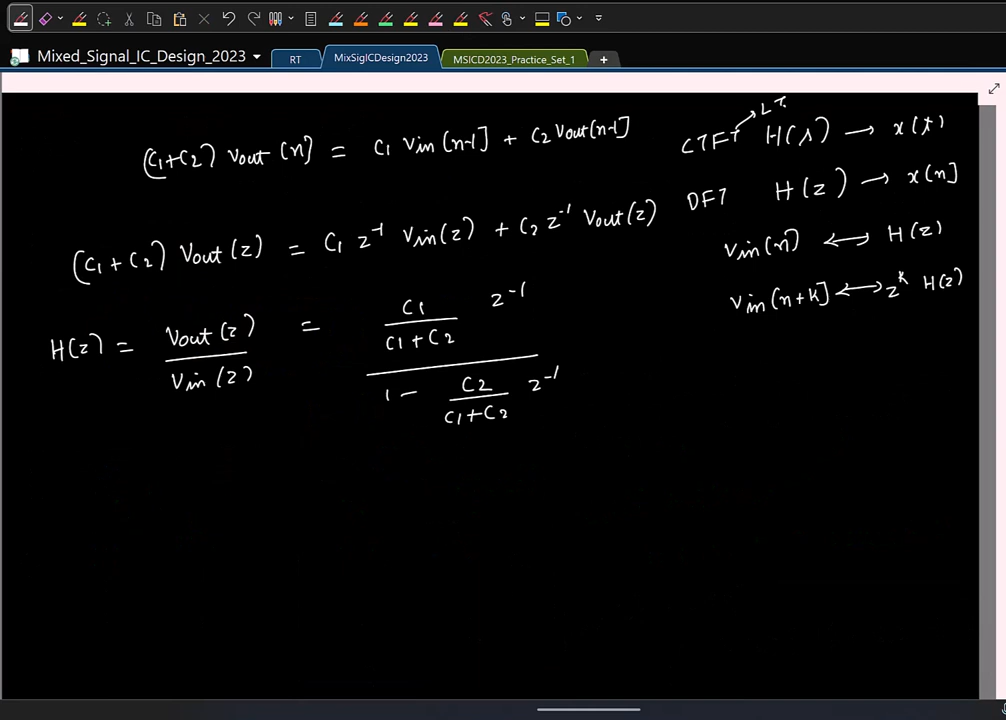 Mixed_Signal_IC_Design_2023
RT
MixSigICDesign2023
MSICD2023_Practice_Set_1
(C1+C2) Vout[n] = C1 Vin[n-1] + C2 Vout[n-1]
(C1+C2) Vout(z) = C1 z^-1 Vin(z) + C2 z^-1 Vout(z)
H(z) = Vout(z) / Vin(z) = (C1 / (C1+C2)) z^-1 / (1 - (C2 / (C1+C2)) z^-1)
LT
CTFT H(s) → x(t)
DFT H(z) → x[n]
Vin(n) ↔ H(z)
Vin[n+k] ↔ z^k H(z)